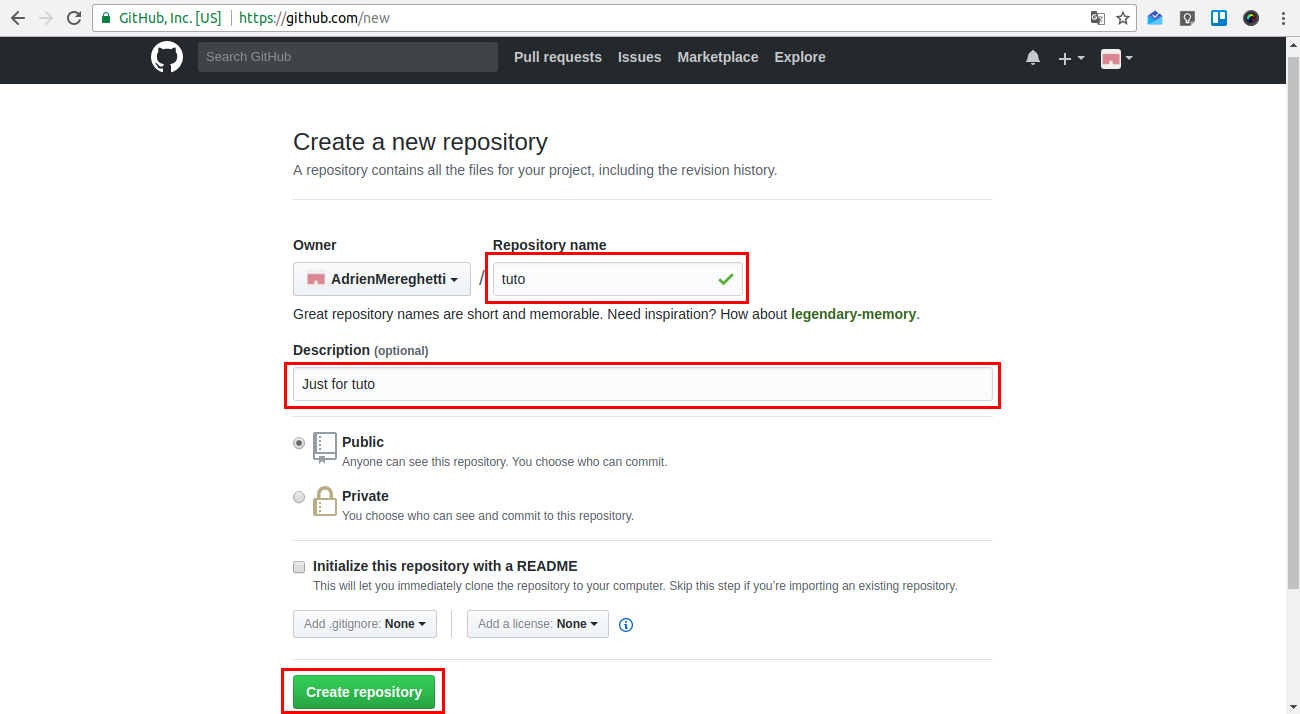 GitHub, Inc. [US] https://github.com/new
Search GitHub Pull requests Issues Marketplace Explore
Create a new repository
A repository contains all the files for your project, including the revision history.
Owner Repository name
AdrienMereghetti / tuto
Great repository names are short and memorable. Need inspiration? How about legendary-memory.
Description (optional)
Just for tuto
Public
Anyone can see this repository. You choose who can commit.
Private
You choose who can see and commit to this repository.
Initialize this repository with a README
This will let you immediately clone the repository to your computer. Skip this step if you're importing an existing repository.
Add .gitignore: None Add a license: None
Create repository